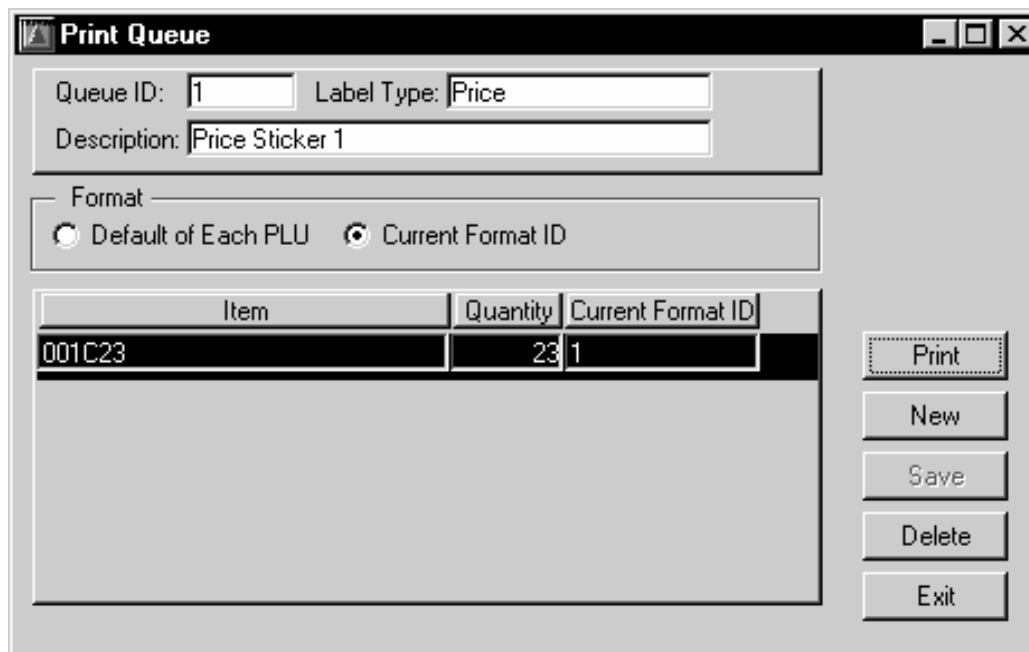 Print Queue
Queue ID: 1 Label Type: Price
Description: Price Sticker 1
Format
Default of Each PLU Current Format ID
Item Quantity Current Format ID
001C23 23 1
Print
New
Save
Delete
Exit